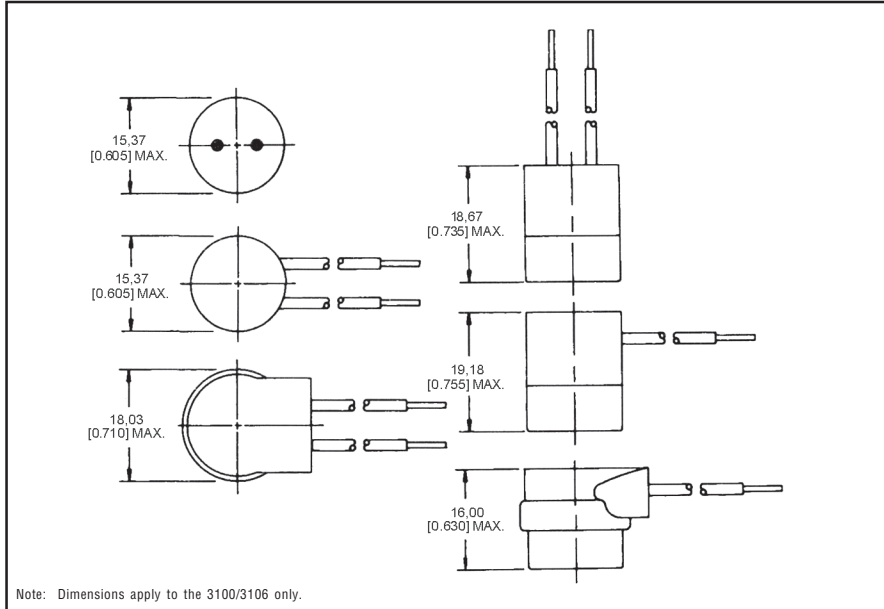 15,37
[0.605] MAX.
18,67
[0.735] MAX.
15,37
[0.605] MAX.
19,18
[0.755] MAX.
18,03
[0.710] MAX.
16,00
[0.630] MAX.
Note: Dimensions apply to the 3100/3106 only.